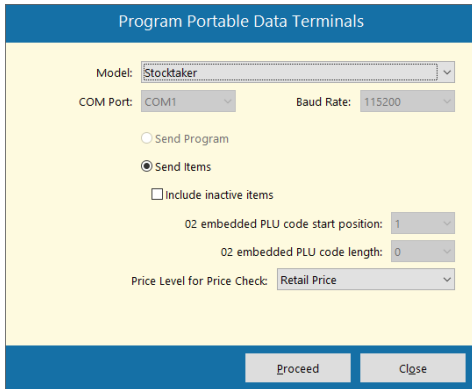 Program Portable Data Terminals
Model: Stocktaker
COM Port: COM1 Baud Rate: 115200
Send Program
Send Items
Include inactive items
02 embedded PLU code start position: 1
02 embedded PLU code length: 0
Price Level for Price Check: Retail Price
Proceed Close